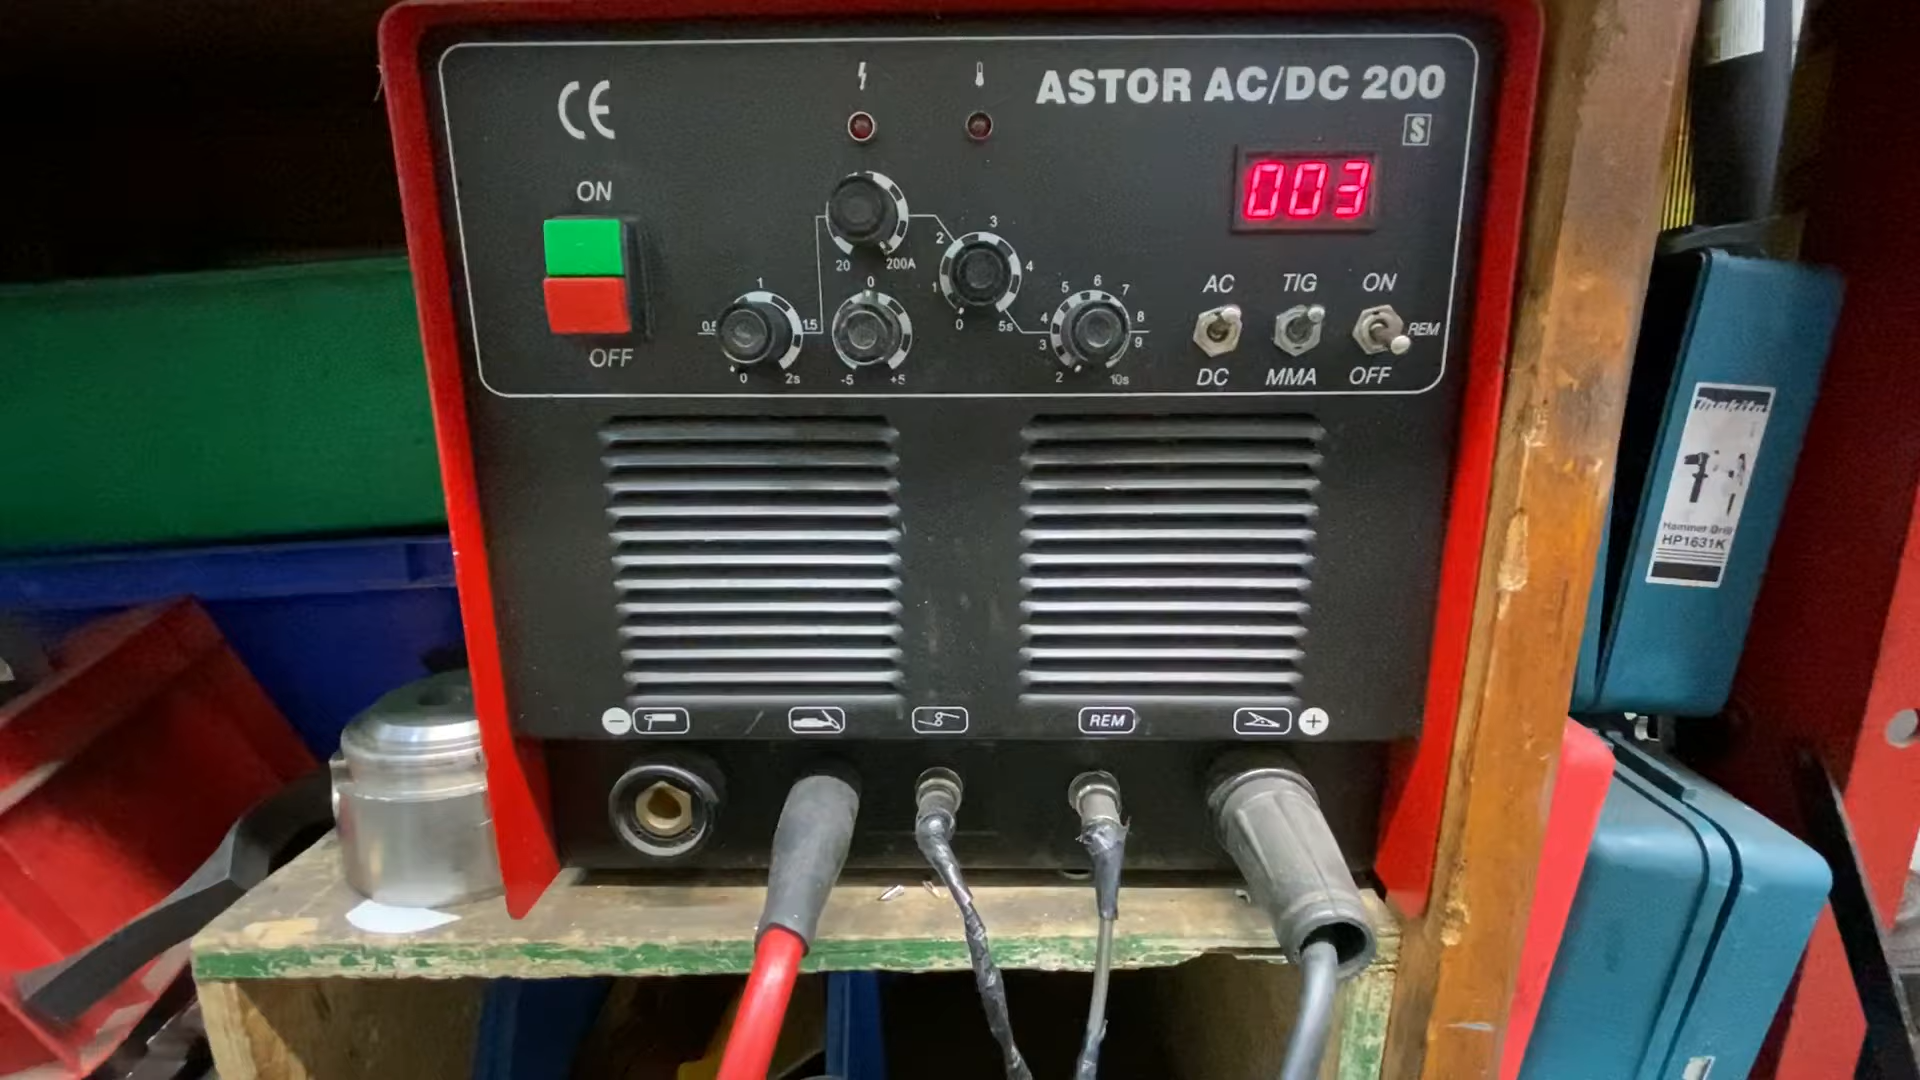 CE
ASTOR AC/DC 200
S
003
ON
OFF
20
200A
0
-5
+5
0.5
1
1.5
0
2s
1
2
3
4
0
5s
2
3
4
5
6
7
8
9
10s
AC
TIG
ON
REM
DC
MMA
OFF
makita
Hammer Drill
HP1631K
−
REM
+